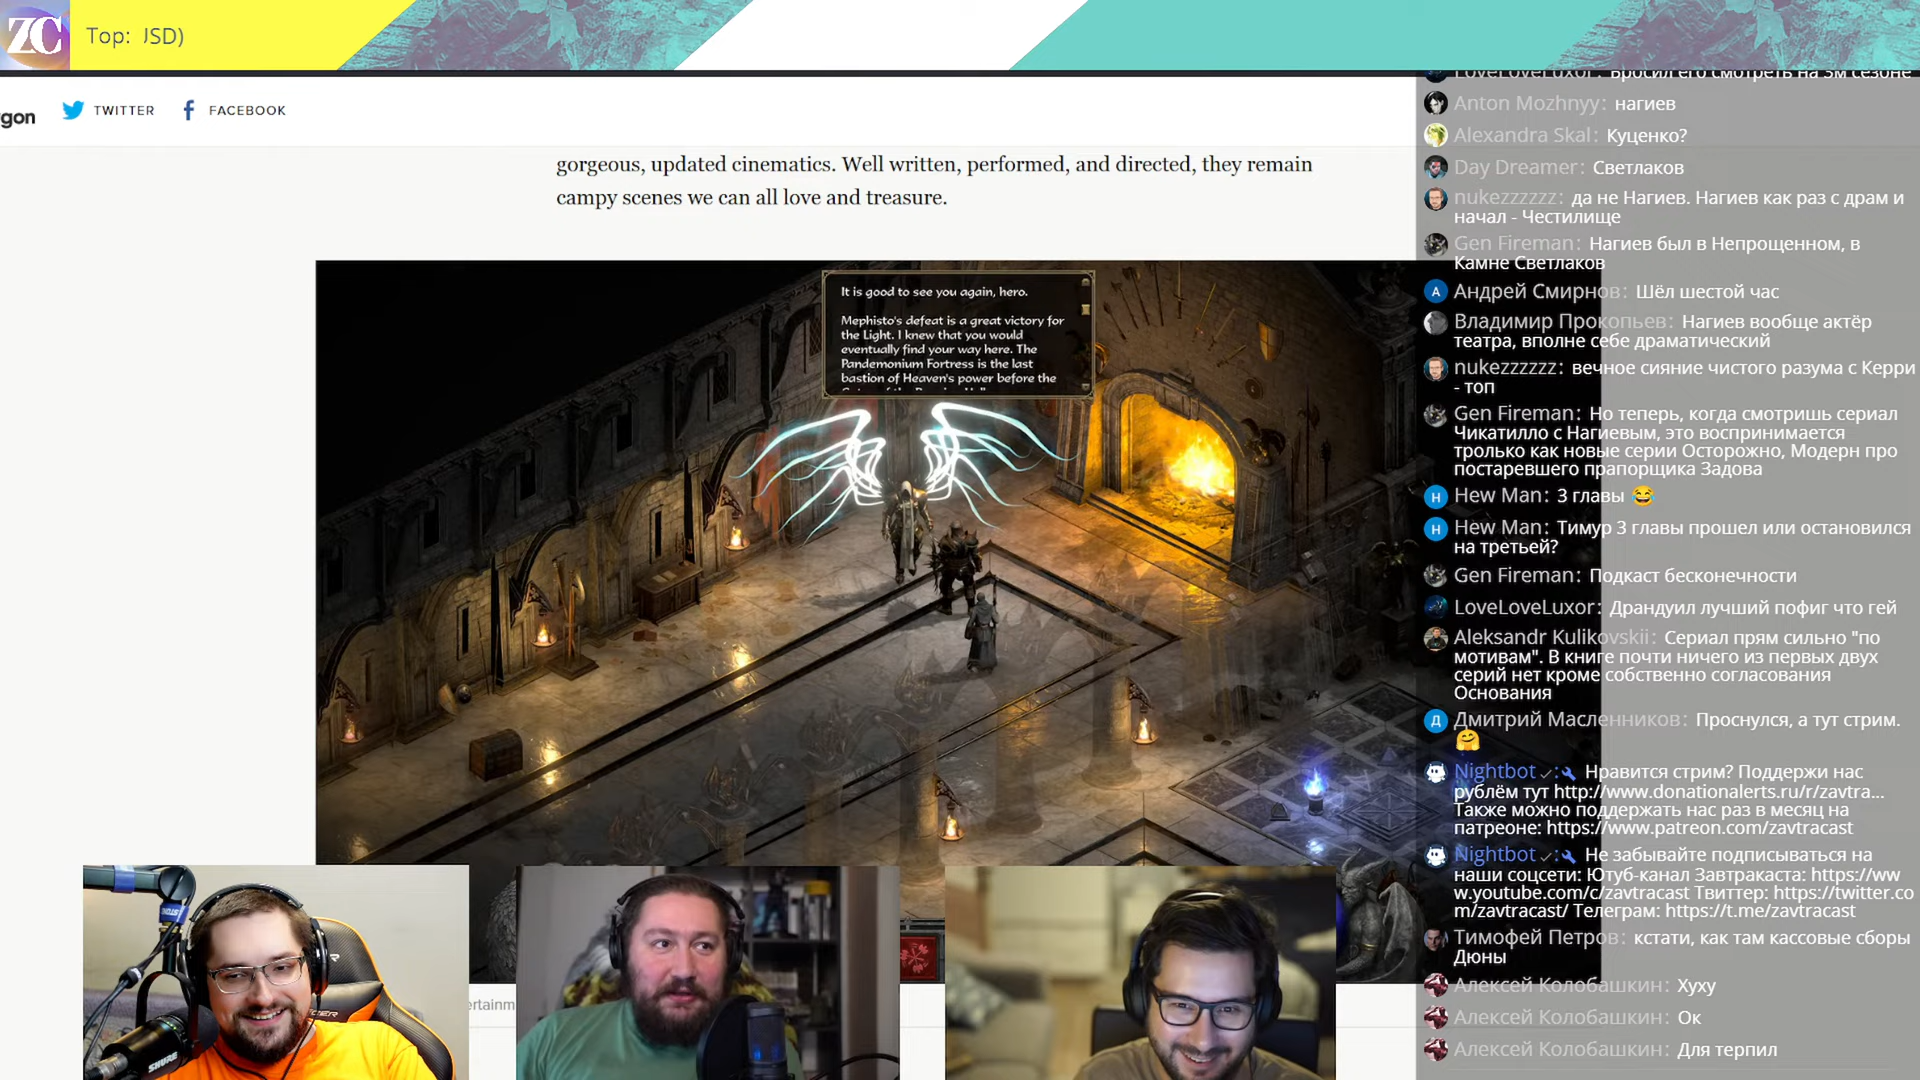 ZC
Top: JSD)
gon
TWITTER
FACEBOOK
gorgeous, updated cinematics. Well written, performed, and directed, they remain
campy scenes we can all love and treasure.
It is good to see you again, hero.
Mephisto's defeat is a great victory for
the Light. I knew that you would
eventually find your way here. The
Pandemonium Fortress is the last
bastion of Heaven's power before the
SHURE
ertainm
LoveLoveLuxor: Бросил его смотреть на 3м сезоне
Anton Mozhnyy: нагиев
Alexandra Skal: Куценко?
Day Dreamer: Светлаков
nukezzzzzz: да не Нагиев. Нагиев как раз с драм и
начал - Честилище
Gen Fireman: Нагиев был в Непрощенном, в
Камне Светлаков
А Андрей Смирнов: Шёл шестой час
Владимир Прокопьев: Нагиев вообще актёр
театра, вполне себе драматический
nukezzzzzz: вечное сияние чистого разума с Керри
- топ
Gen Fireman: Но теперь, когда смотришь сериал
Чикатилло с Нагиевым, это воспринимается
тролько как новые серии Осторожно, Модерн про
постаревшего прапорщика Задова
H Hew Man: 3 главы 😂
H Hew Man: Тимур 3 главы прошел или остановился
на третьей?
Gen Fireman: Подкаст бесконечности
LoveLoveLuxor: Драндуил лучший пофиг что гей
Aleksandr Kulikovskii: Сериал прям сильно "по
мотивам". В книге почти ничего из первых двух
серий нет кроме собственно согласования
Основания
Д Дмитрий Масленников: Проснулся, а тут стрим.
🤗
Nightbot: Нравится стрим? Поддержи нас
рублём тут http://www.donationalerts.ru/r/zavtra...
Также можно поддержать нас раз в месяц на
патреоне: https://www.patreon.com/zavtracast
Nightbot: Не забывайте подписываться на
наши соцсети: Ютуб-канал Завтракаста: https://ww
w.youtube.com/c/zavtracast Твиттер: https://twitter.co
m/zavtracast/ Телеграм: https://t.me/zavtracast
Тимофей Петров: кстати, как там кассовые сборы
Дюны
Алексей Колобашкин: Хуху
Алексей Колобашкин: Ок
Алексей Колобашкин: Для терпил